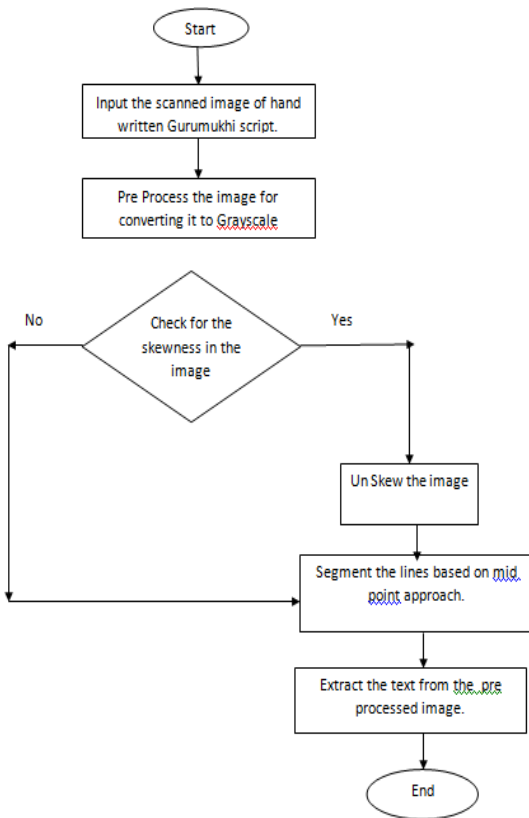 Start
Input the scanned image of hand
written Gurumukhi script.
Pre Process the image for
converting it to Grayscale
No
Check for the
skewness in the
image
Yes
Un Skew the image
Segment the lines based on mid
point approach.
Extract the text from the pre
processed image.
End